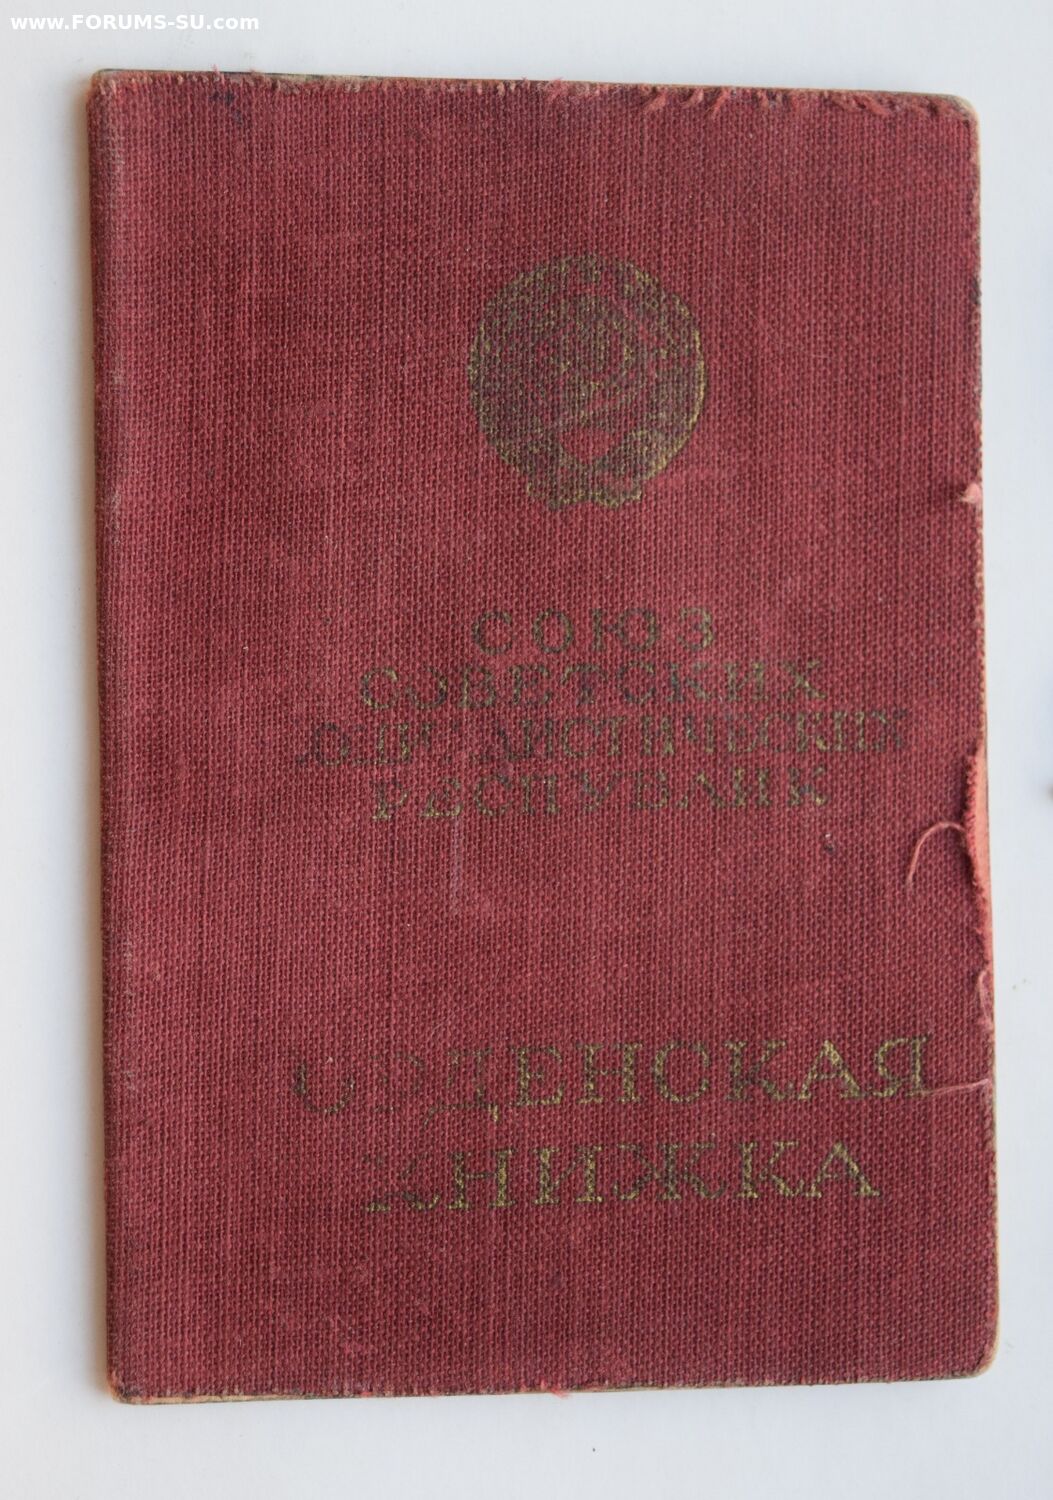 www.FORUMS-SU.com
СОЮЗ
СОВЕТСКИХ
СОЦИАЛИСТИЧЕСКИХ
РЕСПУБЛИК
ОРДЕНСКАЯ
КНИЖКА